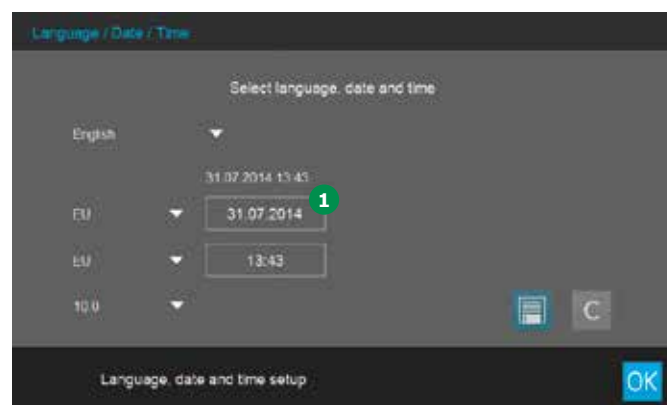 Language / Date / Time
Select language, date and time
English
31.07.2014 13:43
EU
31.07.2014
1
EU
13:43
10.0
C
Language, date and time setup
OK